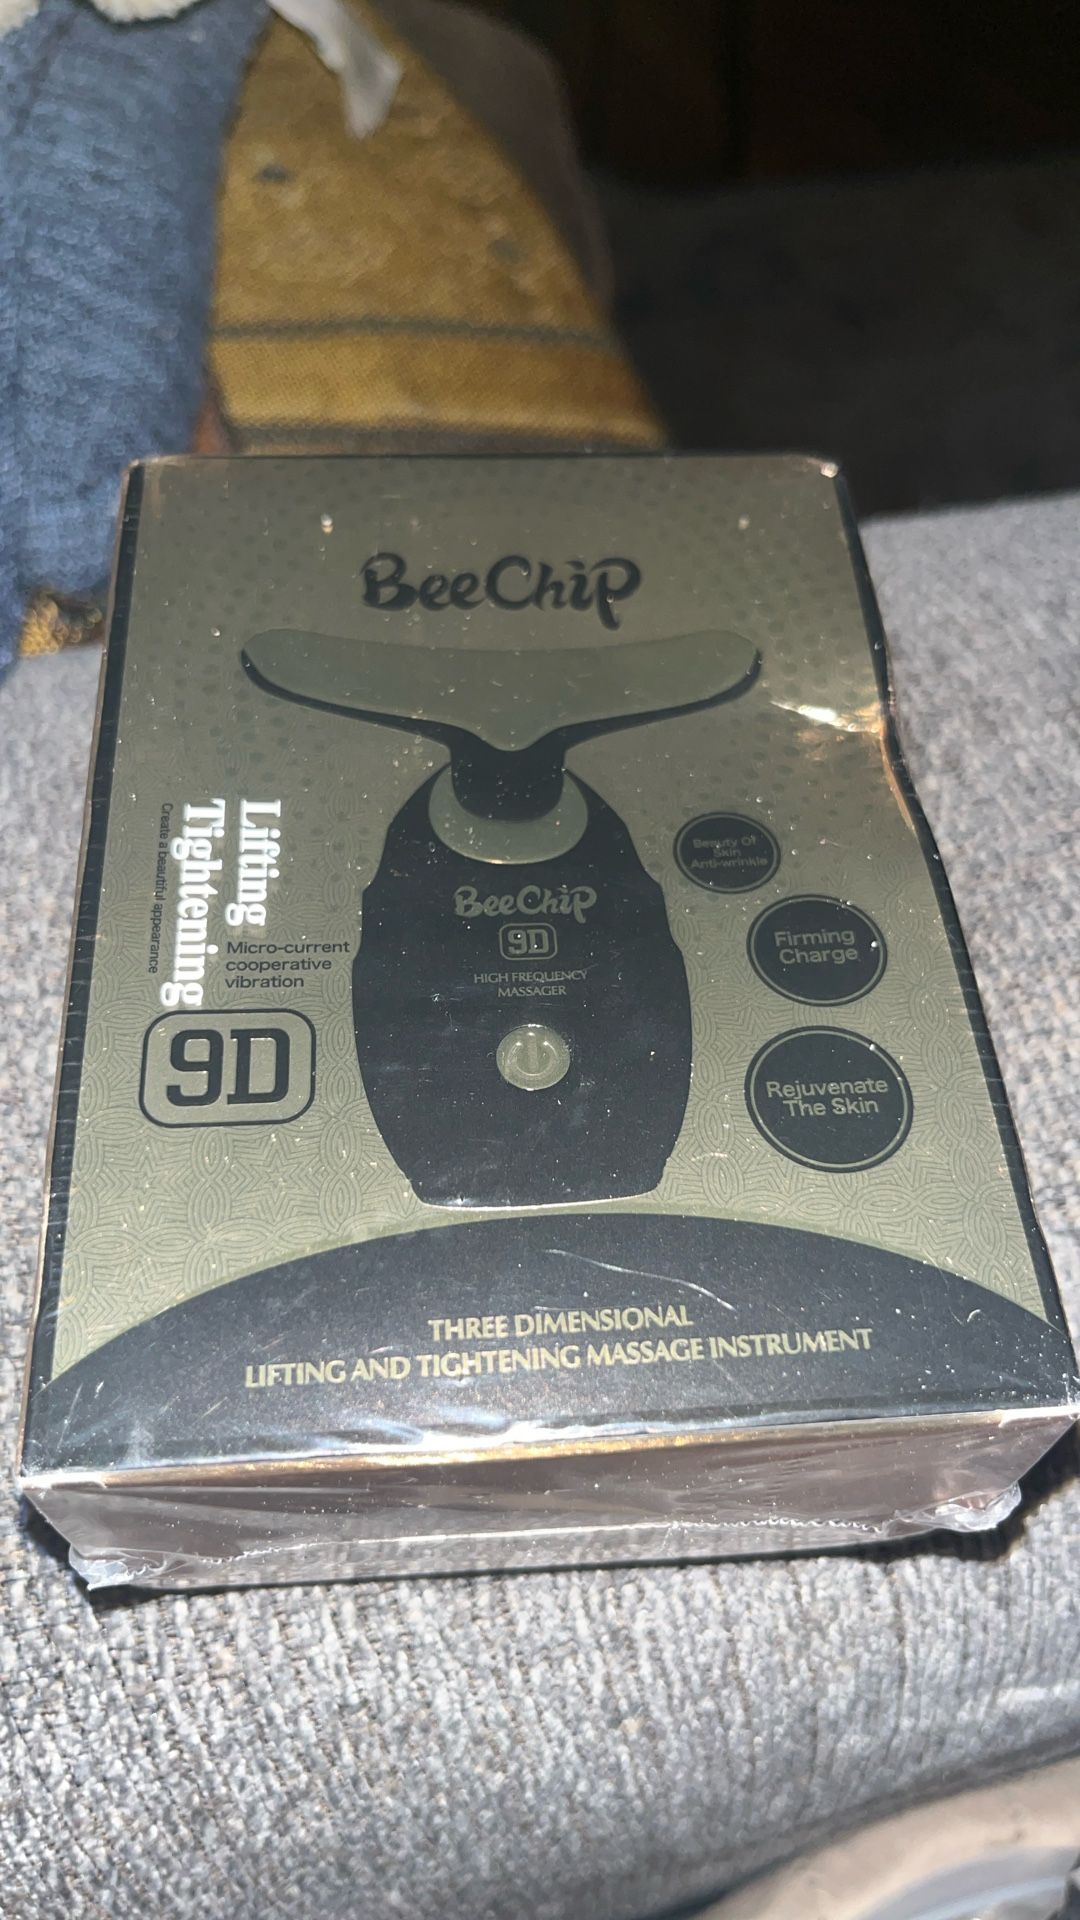 BeeChip
Lifting
Tightening
Create a beautiful appearance
Micro-current
cooperative
vibration
9D
BeeChip
9D
HIGH FREQUENCY
MASSAGER
Beauty Of
Skin
Anti-wrinkle
Firming
Charge
Rejuvenate
The Skin
THREE DIMENSIONAL
LIFTING AND TIGHTENING MASSAGE INSTRUMENT